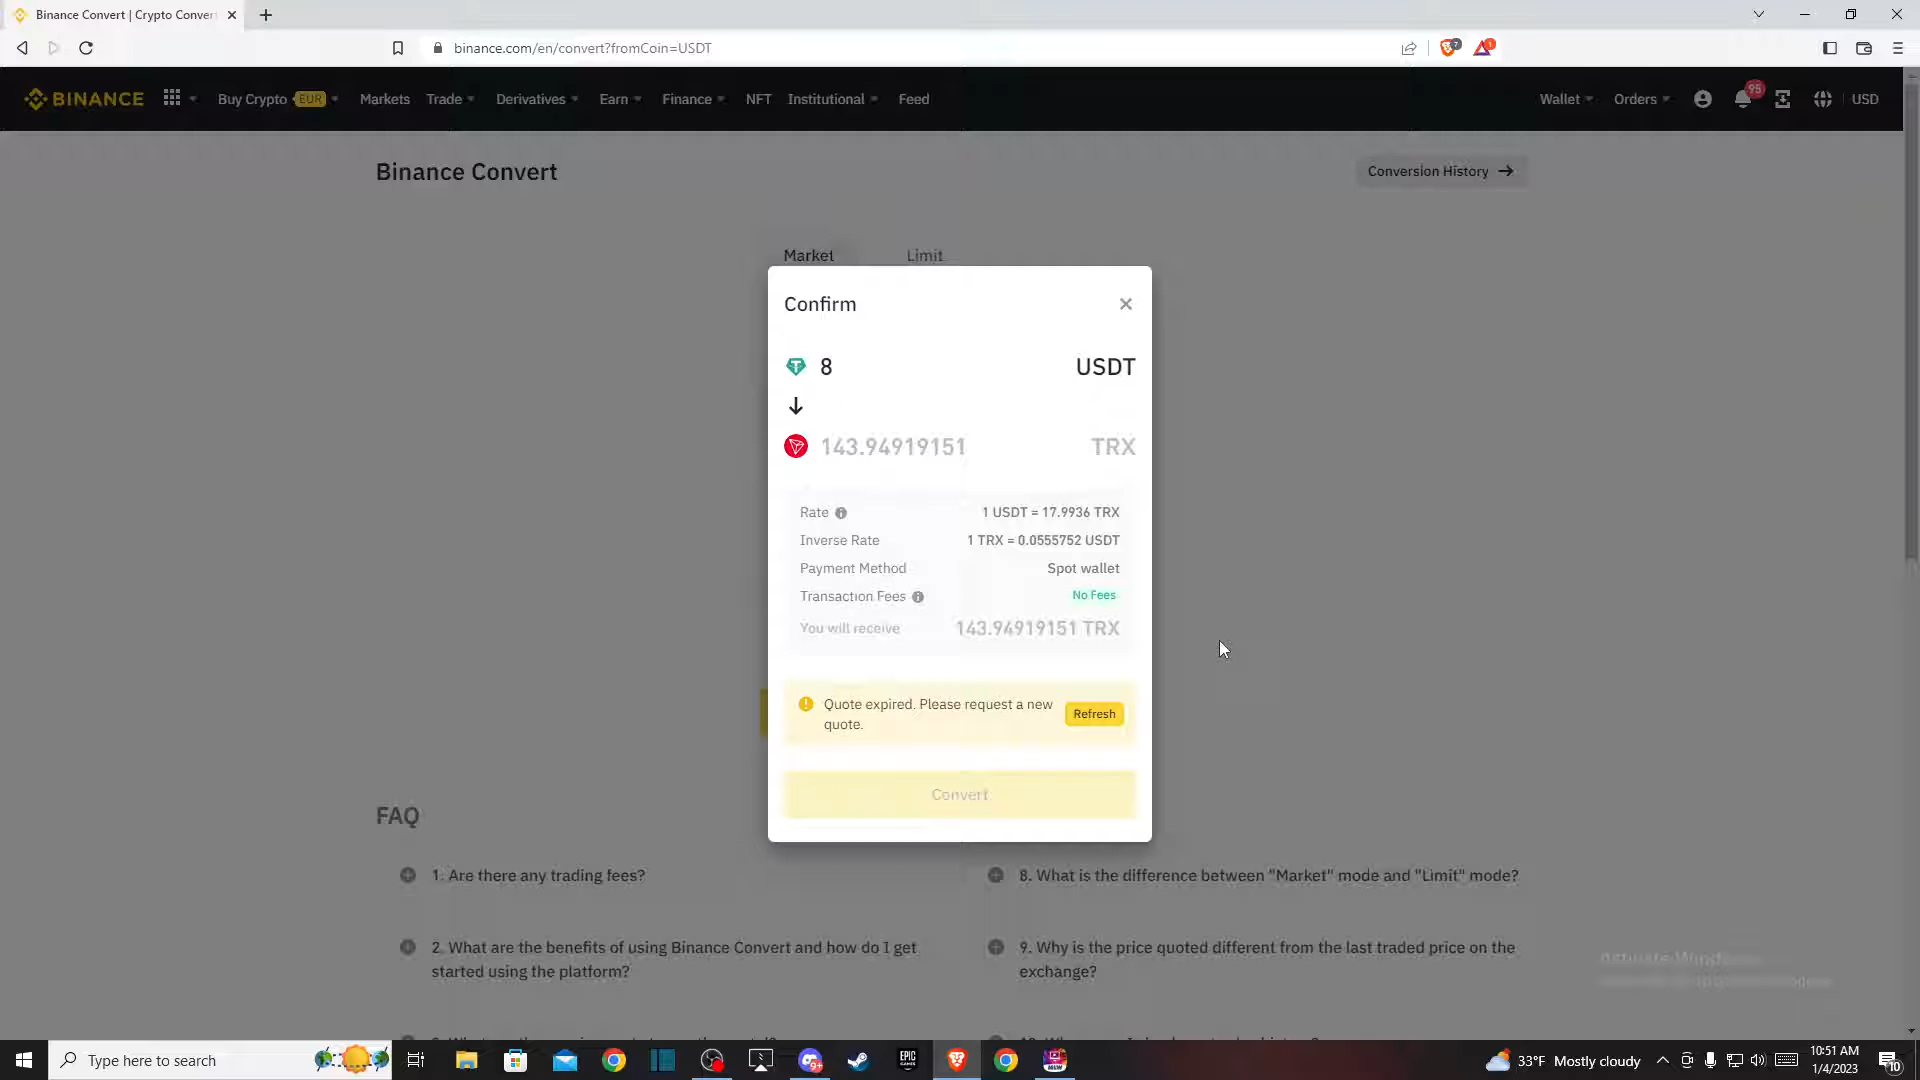 Binance Convert | Crypto Conver
binance.com/en/convert?fromCoin=USDT
BINANCE
Buy Crypto EUR
Markets
Trade
Derivatives
Earn
Finance
NFT
Institutional
Feed
Wallet
Orders
95
USD
Binance Convert
Conversion History
Market
Limit
Confirm
8 USDT
143.94919151 TRX
Rate 1 USDT = 17.9936 TRX
Inverse Rate 1 TRX = 0.0555752 USDT
Payment Method Spot wallet
Transaction Fees No Fees
You will receive 143.94919151 TRX
Quote expired. Please request a new
quote.
Refresh
Convert
FAQ
1. Are there any trading fees?
8. What is the difference between "Market" mode and "Limit" mode?
2. What are the benefits of using Binance Convert and how do I get
started using the platform?
9. Why is the price quoted different from the last traded price on the
exchange?
Type here to search
9+
EPIC
GAMES
33°F Mostly cloudy
10:51 AM
1/4/2023
10